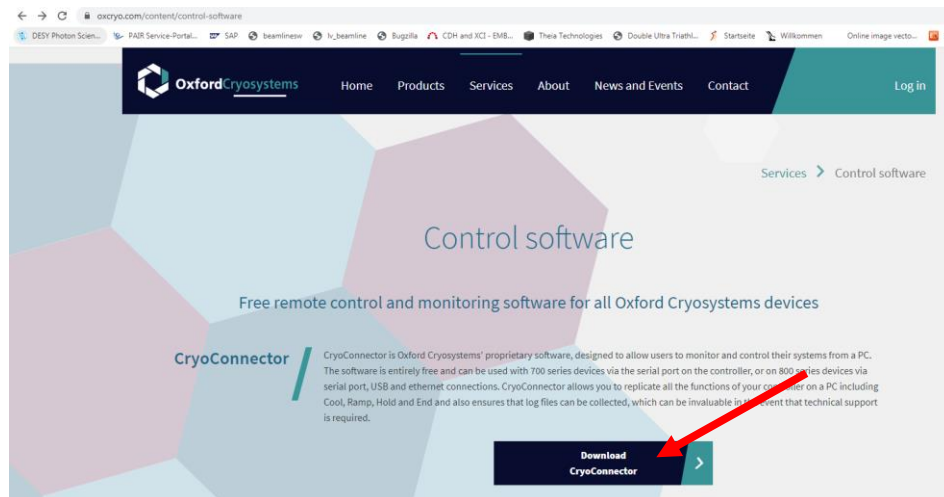 oxcryo.com/content/control-software
DESY Photon Scien... PAIR Service-Portal... SAP beamlinesw lv_beamline Bugzilla CDH and XCI - EMB... Theia Technologies Double Ultra Triathl... Startseite Willkommen Online image vecto...
OxfordCryosystems Home Products Services About News and Events Contact Log in
Services > Control software
Control software
Free remote control and monitoring software for all Oxford Cryosystems devices
CryoConnector
CryoConnector is Oxford Cryosystems' proprietary software, designed to allow users to monitor and control their systems from a PC.
The software is entirely free and can be used with 700 series devices via the serial port on the controller, or on 800 series devices via
serial port, USB and ethernet connections. CryoConnector allows you to replicate all the functions of your controller on a PC including
Cool, Ramp, Hold and End and also ensures that log files can be collected, which can be invaluable in the event that technical support
is required.
Download
CryoConnector